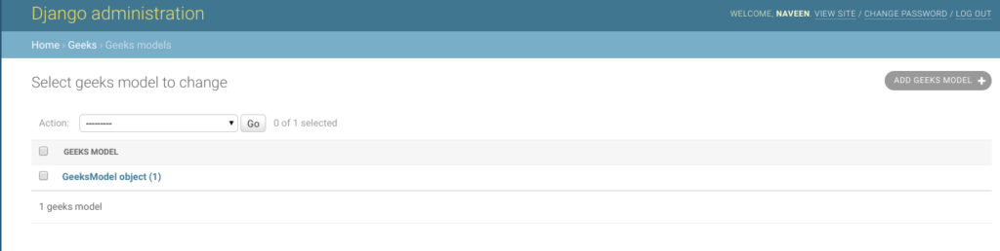 Django administration
WELCOME, NAVEEN. VIEW SITE / CHANGE PASSWORD / LOG OUT
Home › Geeks › Geeks models
Select geeks model to change
ADD GEEKS MODEL +
Action: --------- Go 0 of 1 selected
GEEKS MODEL
GeeksModel object (1)
1 geeks model